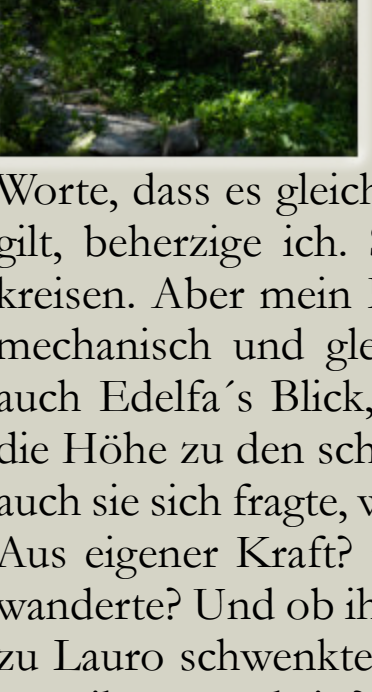 Worte, dass es gleich
gilt, beherzige ich.
kreisen. Aber mein
mechanisch und gle
auch Edelfa´s Blick,
die Höhe zu den sch
auch sie sich fragte, w
Aus eigener Kraft?
wanderte? Und ob ih
zu Lauro schwenkte